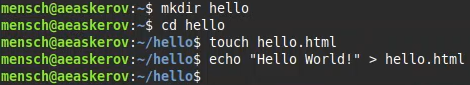 mensch@aeaskerov:~$ mkdir hello
mensch@aeaskerov:~$ cd hello
mensch@aeaskerov:~/hello$ touch hello.html
mensch@aeaskerov:~/hello$ echo "Hello World!" > hello.html
mensch@aeaskerov:~/hello$